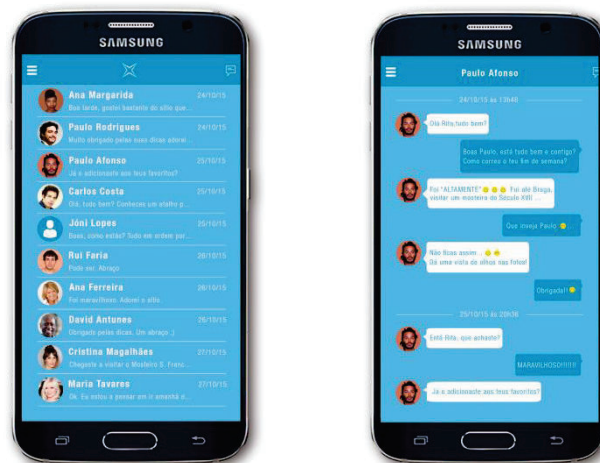 SAMSUNG
Ana Margarida 24/10/15
Boa tarde, gostei bastante do sítio que...
Paulo Rodrigues 24/10/15
Muito obrigado pelas suas dicas adorei...
Paulo Afonso 25/10/15
Já o adicionaste aos teus favoritos?
Carlos Costa 25/10/15
Olá, todo bem? Conheces um atalho p...
Jóni Lopes 25/10/15
Boas, como estás? Tudo em ordem par...
Rui Faria 26/10/15
Pode ser. Abraço
Ana Ferreira 26/10/15
Foi maravilhoso. Adorei o sítio.
David Antunes 26/10/15
Obrigado pelas dicas. Um abraço ;)
Cristina Magalhães 27/10/15
Chegaste a visitar o Mosteiro S. Franc...
Maria Tavares 27/10/15
Ok. Eu estou a pensar em ir amanhã d...
SAMSUNG
Paulo Afonso
24/10/15 às 13h46
Olá Rita,tudo bem?
Boas Paulo, está tudo bem e contigo?
Como correu o teu fim de semana?
Foi "ALTAMENTE" Fui até Braga,
visitar um mosteiro do Século XVII ...
Que inveja Paulo ...
Não ficas assim...
Dá uma vista de olhos nas fotos!
Obrigada!!
25/10/15 às 20h38
Então Rita, que achaste?
MARAVILHOSO!!!!!!!
Já o adicionaste aos teus favoritos?